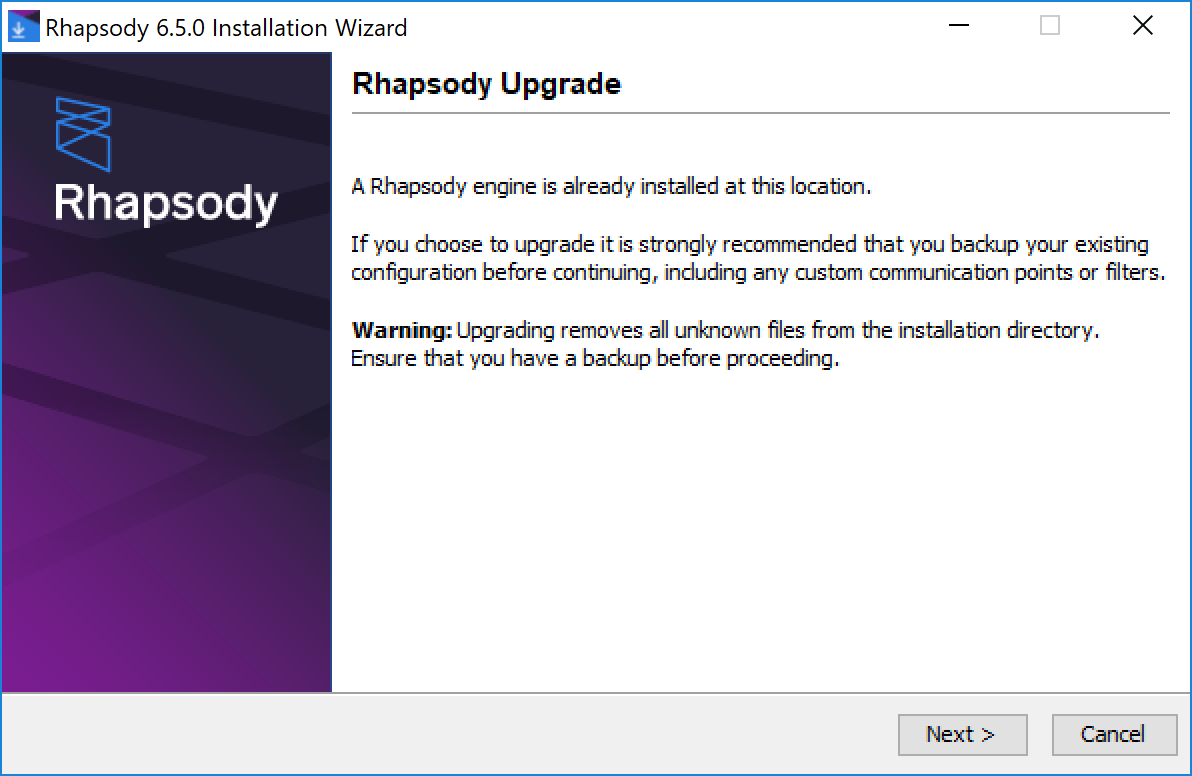 Rhapsody 6.5.0 Installation Wizard
Rhapsody
Rhapsody Upgrade
A Rhapsody engine is already installed at this location.
If you choose to upgrade it is strongly recommended that you backup your existing
configuration before continuing, including any custom communication points or filters.
Warning: Upgrading removes all unknown files from the installation directory.
Ensure that you have a backup before proceeding.
Next >
Cancel